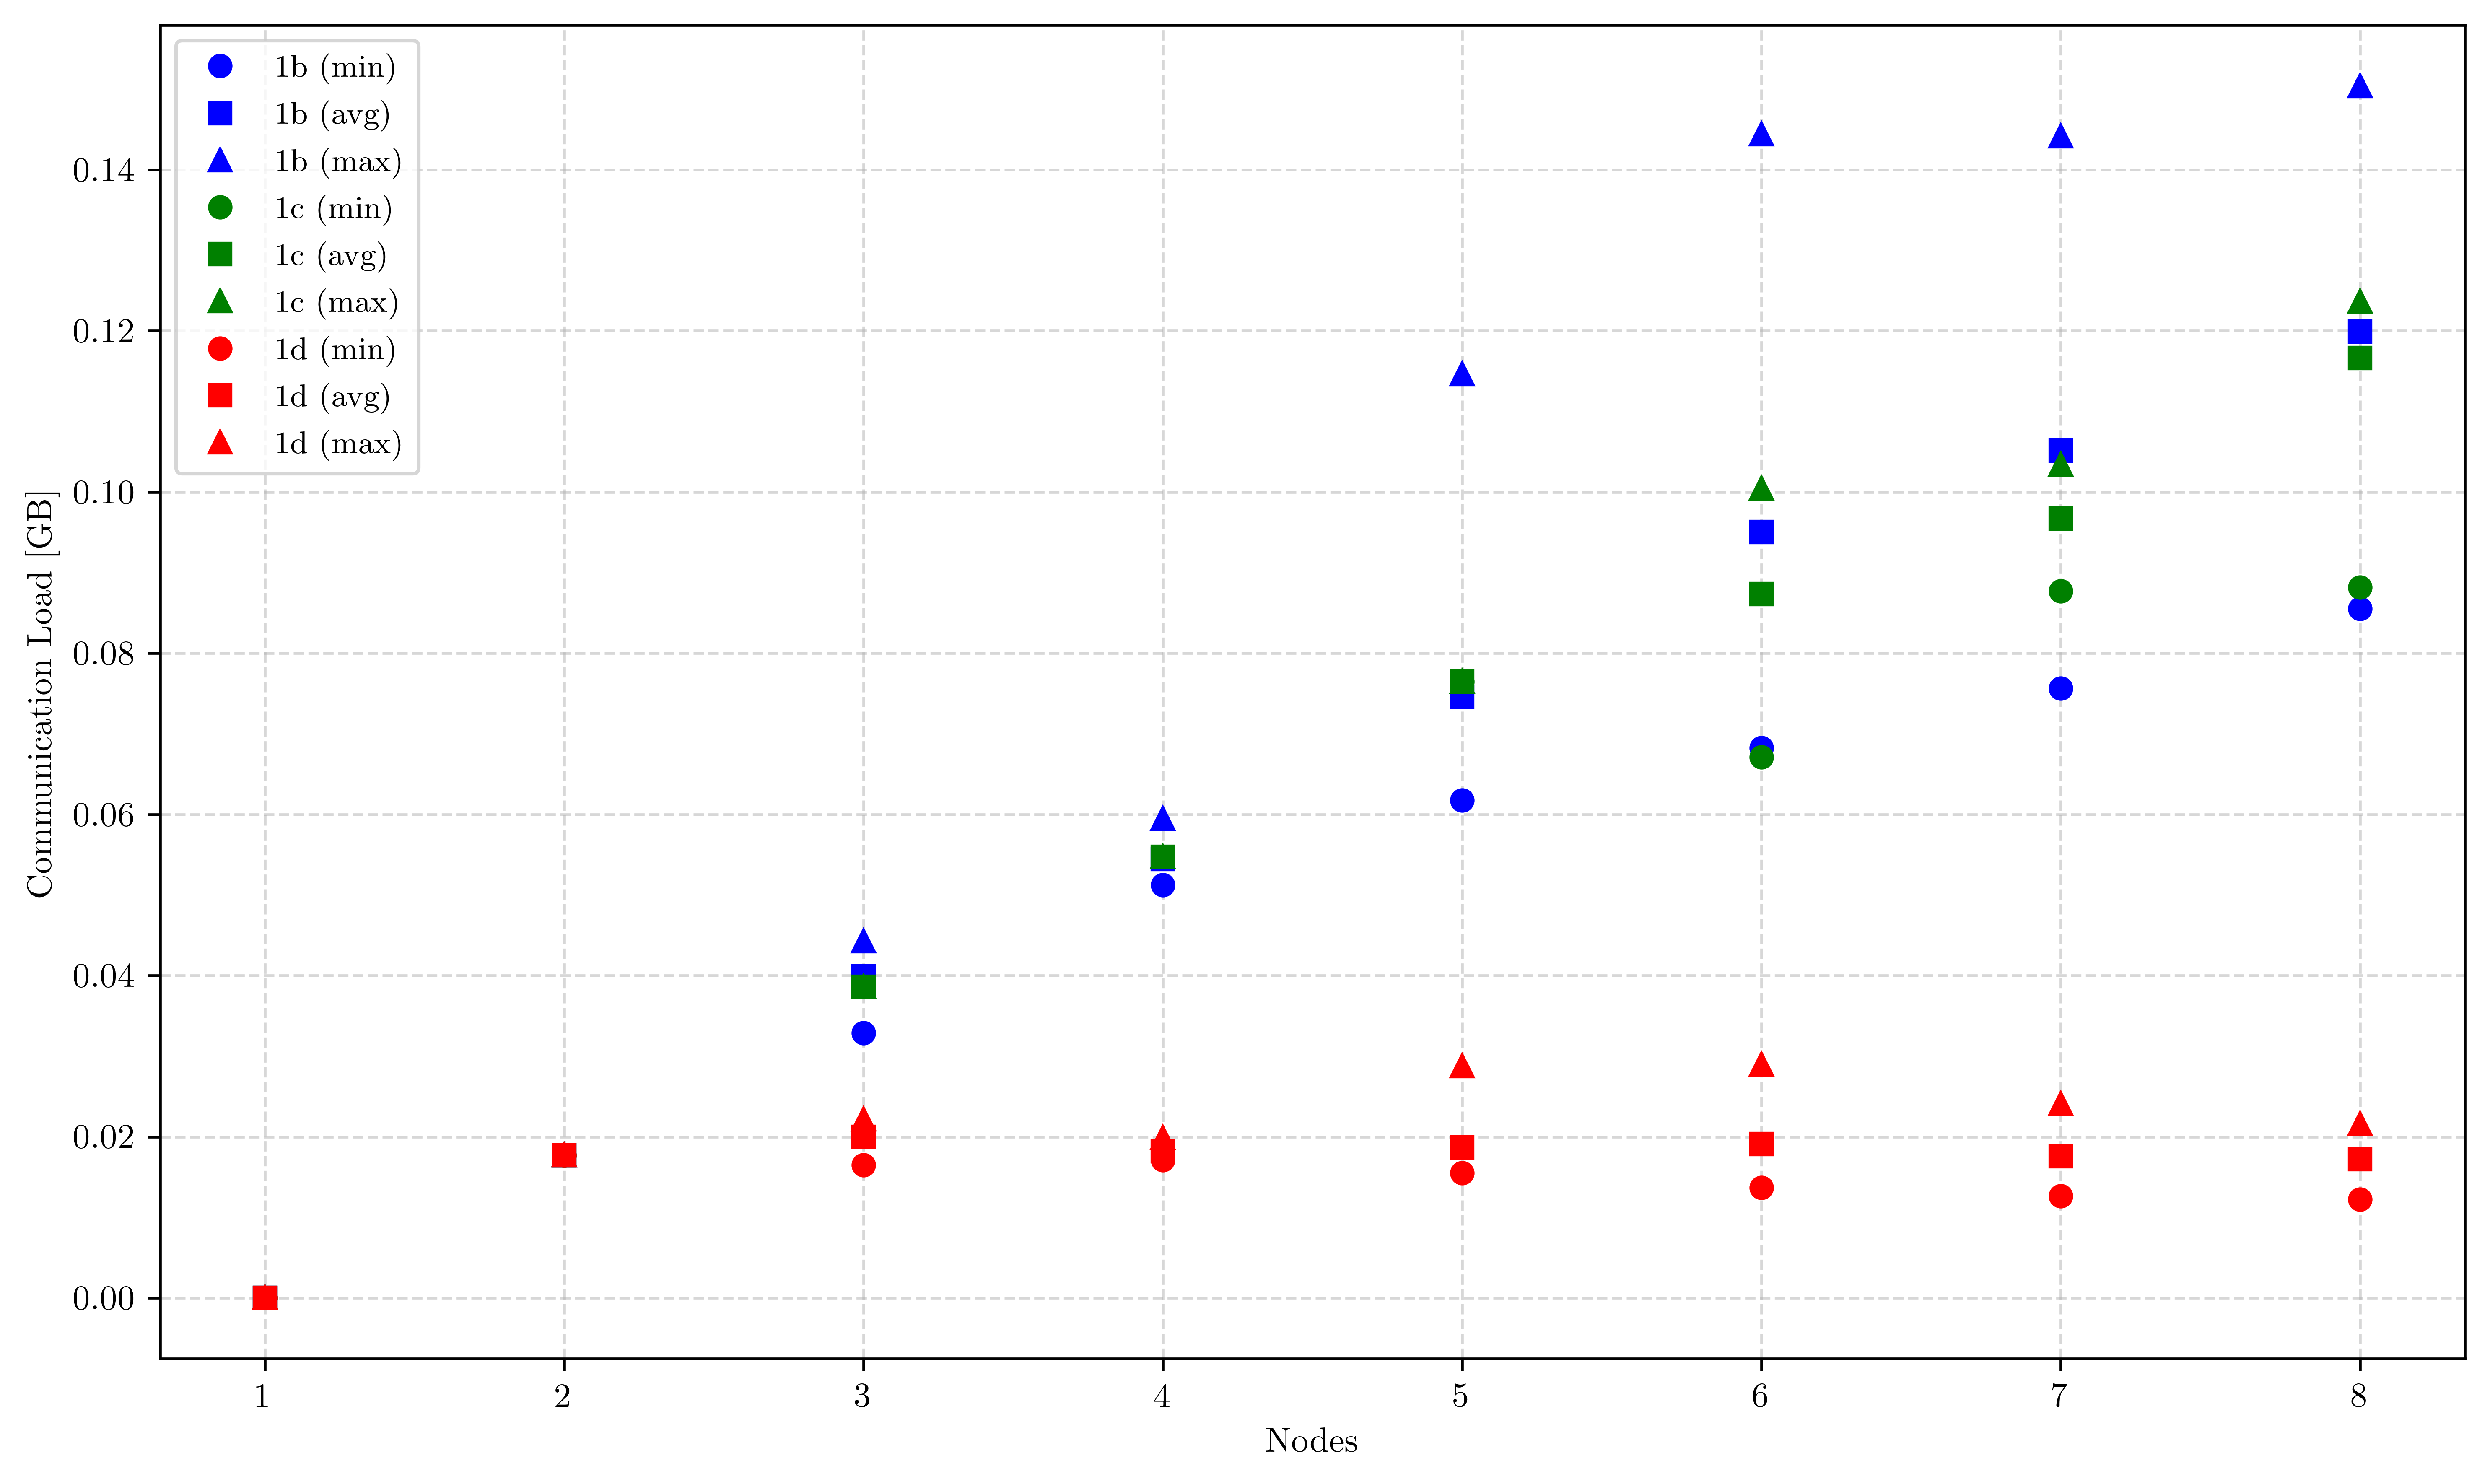 1b (min)
1b (avg)
1b (max)
1c (min)
1c (avg)
1c (max)
1d (min)
1d (avg)
1d (max)
Communication Load [GB]
0.14
0.12
0.10
0.08
0.06
0.04
0.02
0.00
1 2 3 4 5 6 7 8
Nodes